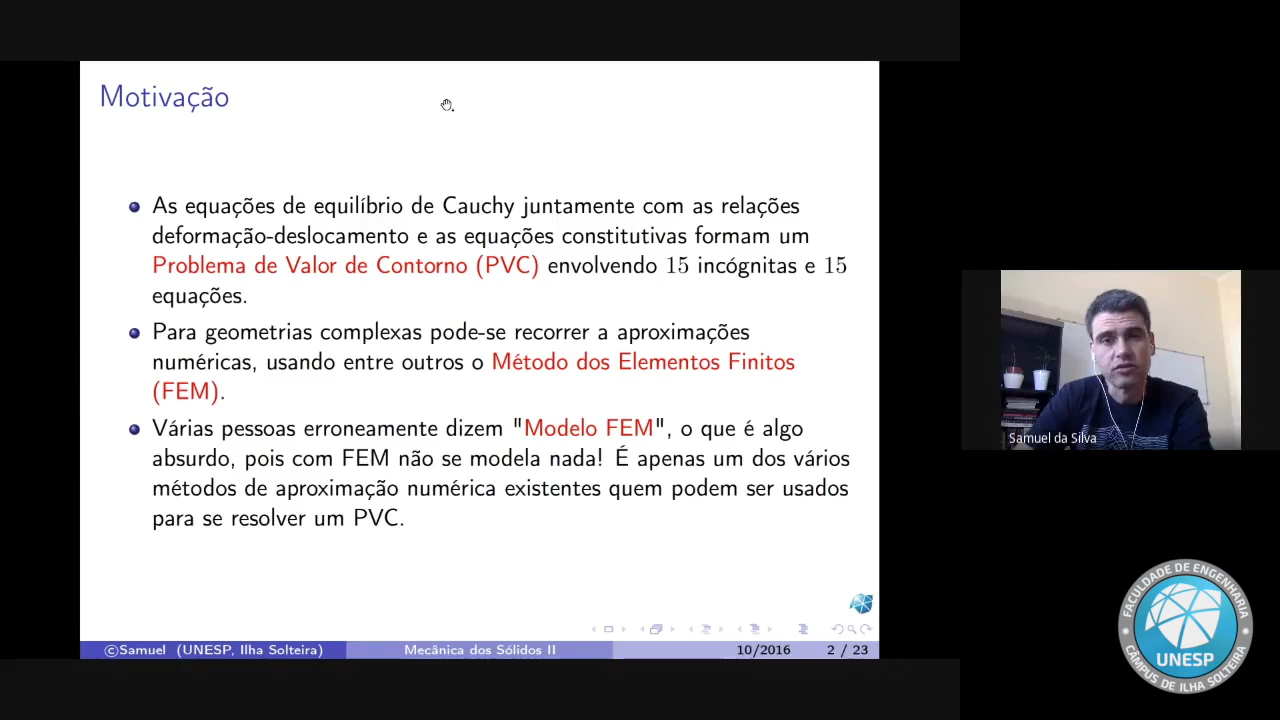 Motivação
As equações de equilíbrio de Cauchy juntamente com as relações
deformação-deslocamento e as equações constitutivas formam um
Problema de Valor de Contorno (PVC) envolvendo 15 incógnitas e 15
equações.
Para geometrias complexas pode-se recorrer a aproximações
numéricas, usando entre outros o Método dos Elementos Finitos
(FEM).
Várias pessoas erroneamente dizem "Modelo FEM", o que é algo
absurdo, pois com FEM não se modela nada! É apenas um dos vários
métodos de aproximação numérica existentes quem podem ser usados
para se resolver um PVC.
©Samuel (UNESP, Ilha Solteira)
Mecânica dos Sólidos II
10/2016
2 / 23
Samuel da Silva
FACULDADE DE ENGENHARIA
UNESP
CÂMPUS DE ILHA SOLTEIRA